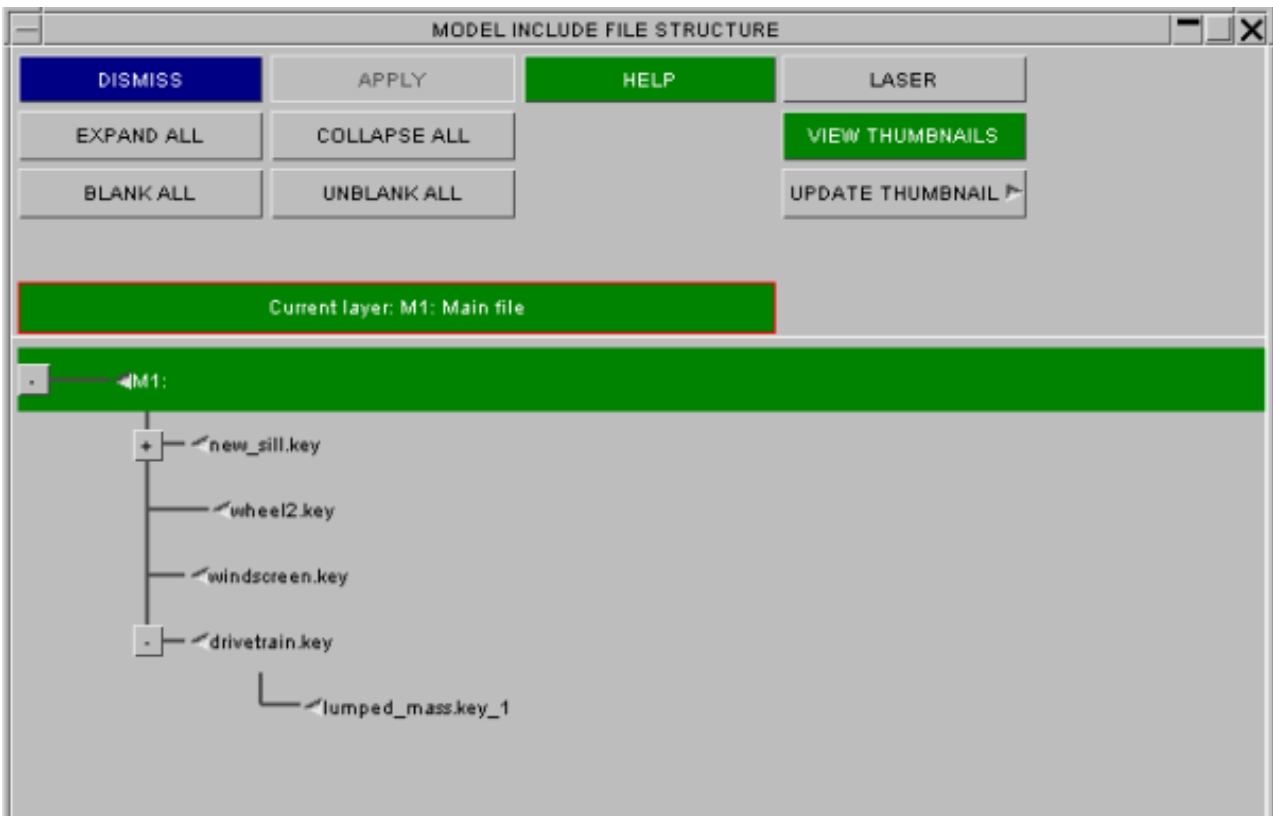 MODEL INCLUDE FILE STRUCTURE
DISMISS APPLY HELP LASER
EXPAND ALL COLLAPSE ALL VIEW THUMBNAILS
BLANK ALL UNBLANK ALL UPDATE THUMBNAIL
Current layer: M1: Main file
- M1:
+ new_sill.key
wheel2.key
windscreen.key
- drivetrain.key
lumped_mass.key_1